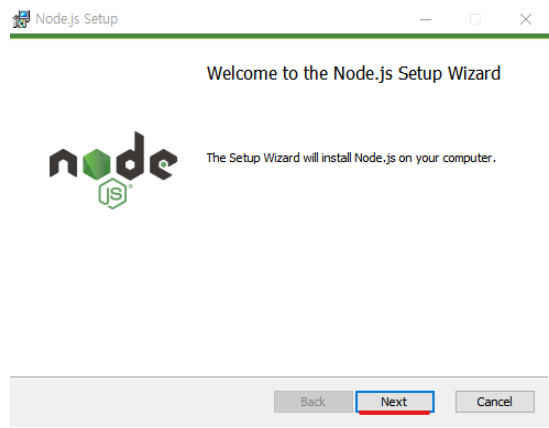 Node.js Setup
Welcome to the Node.js Setup Wizard
node
JS
The Setup Wizard will install Node.js on your computer.
Back
Next
Cancel